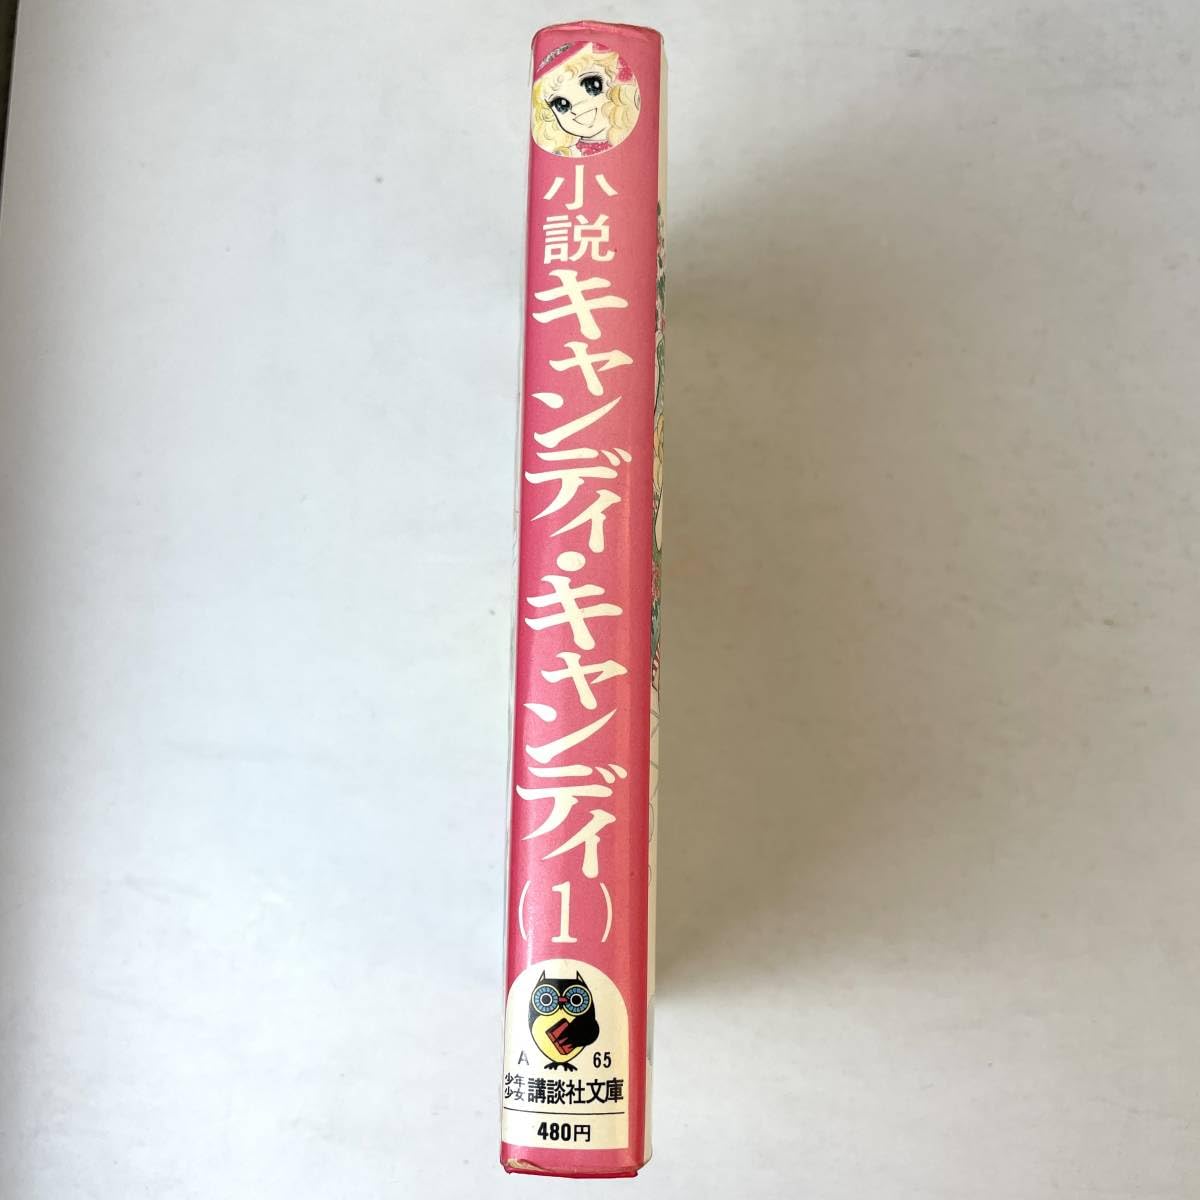 小説
キャンディ・キャンディ
(1)
A 65
少年少女 講談社文庫
480円